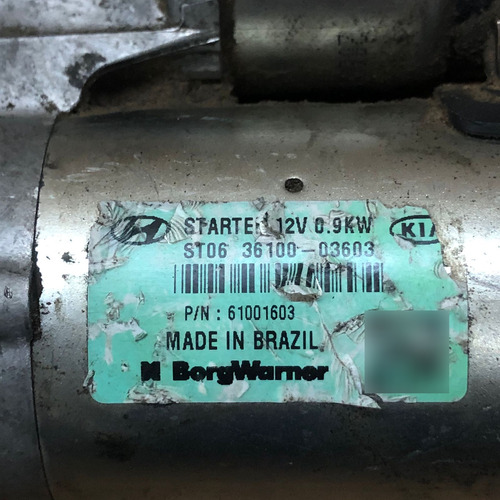 STARTER 12V 0.9KW
KIA
ST06 36100-03603
P/N : 61001603
MADE IN BRAZIL
BorgWarner